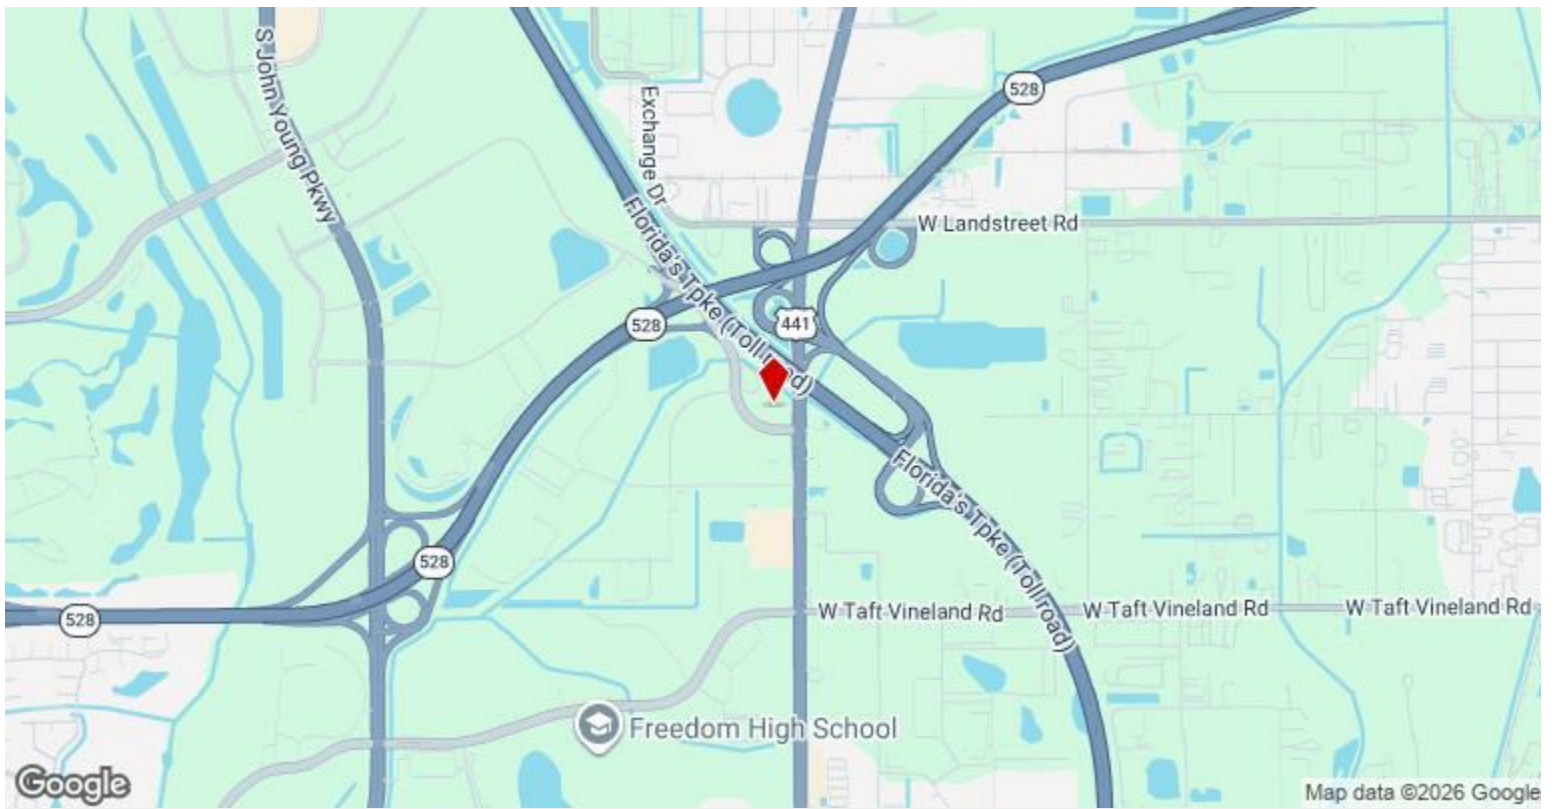 S John Young Pkwy
Exchange Dr
528
Florida's Tpke (Toll road)
W Landstreet Rd
528
441
Florida's Tpke (Toll road)
528
528
W Taft Vineland Rd
W Taft Vineland Rd
W Taft Vineland Rd
Freedom High School
Google
Map data ©2026 Google